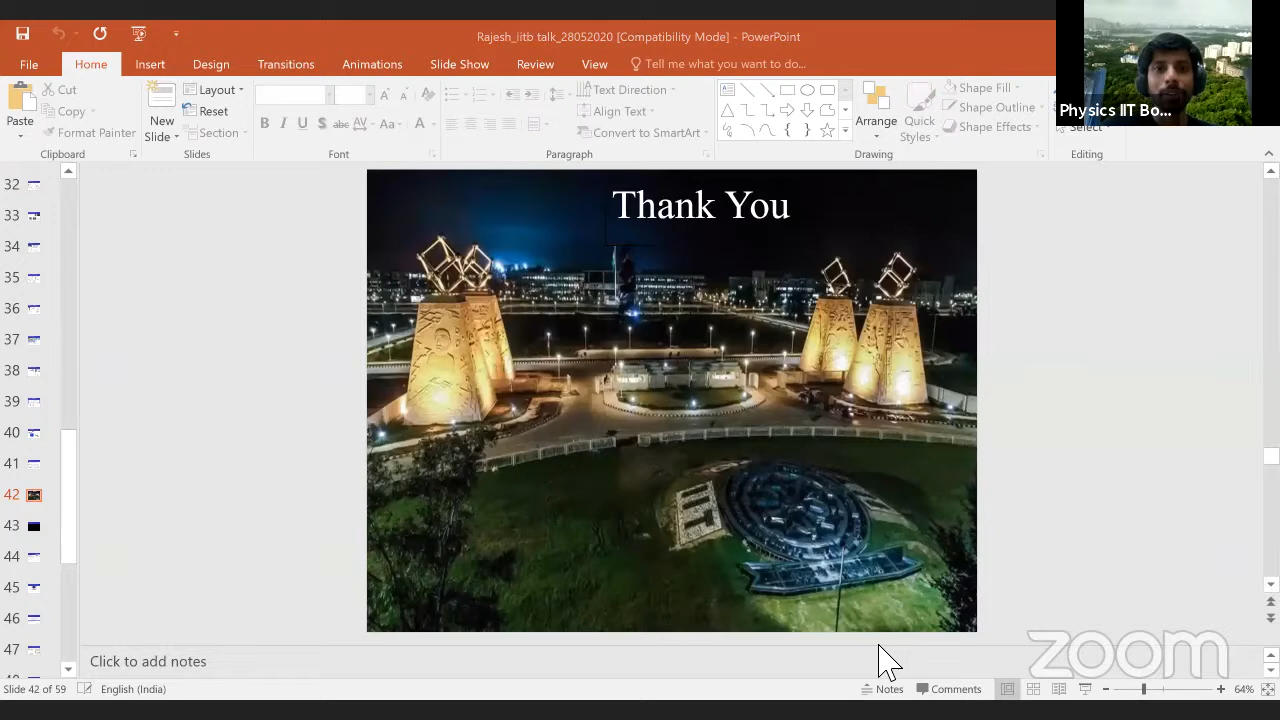 Rajesh_iitb talk_28052020 [Compatibility Mode] - PowerPoint
File Home Insert Design Transitions Animations Slide Show Review View Tell me what you want to do...
Physics IIT Bo...
Paste
Cut
Copy
Format Painter
Clipboard
New Slide
Layout
Reset
Section
Slides
B I U S abc AV Aa A
Font
Text Direction
Align Text
Convert to SmartArt
Paragraph
Arrange
Quick Styles
Shape Fill
Shape Outline
Shape Effects
Drawing
Select
Editing
32
33
34
35
36
37
38
39
40
41
42
43
44
45
46
47
Thank You
Click to add notes
zoom
Slide 42 of 59 English (India) Notes Comments 64%